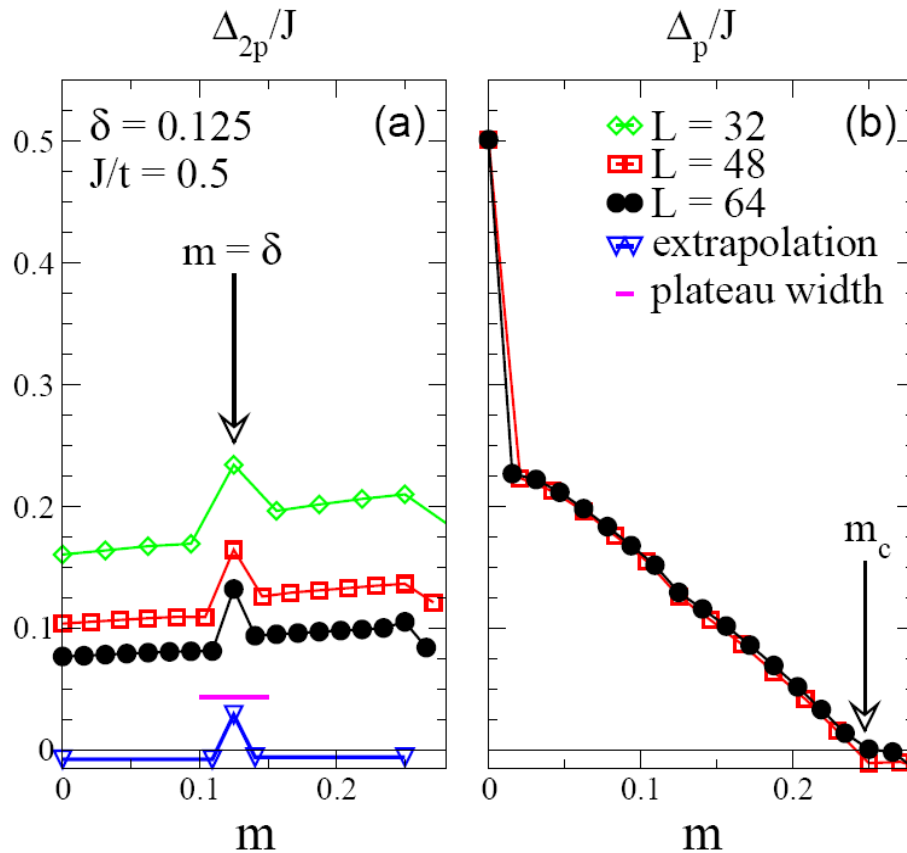 Δ₂ₚ/J
Δₚ/J
(a)
δ = 0.125
J/t = 0.5
m = δ
(b)
L = 32
L = 48
L = 64
extrapolation
plateau width
m_c
0.5
0.4
0.3
0.2
0.1
0
0
0.1
0.2
0
0.1
0.2
m
m